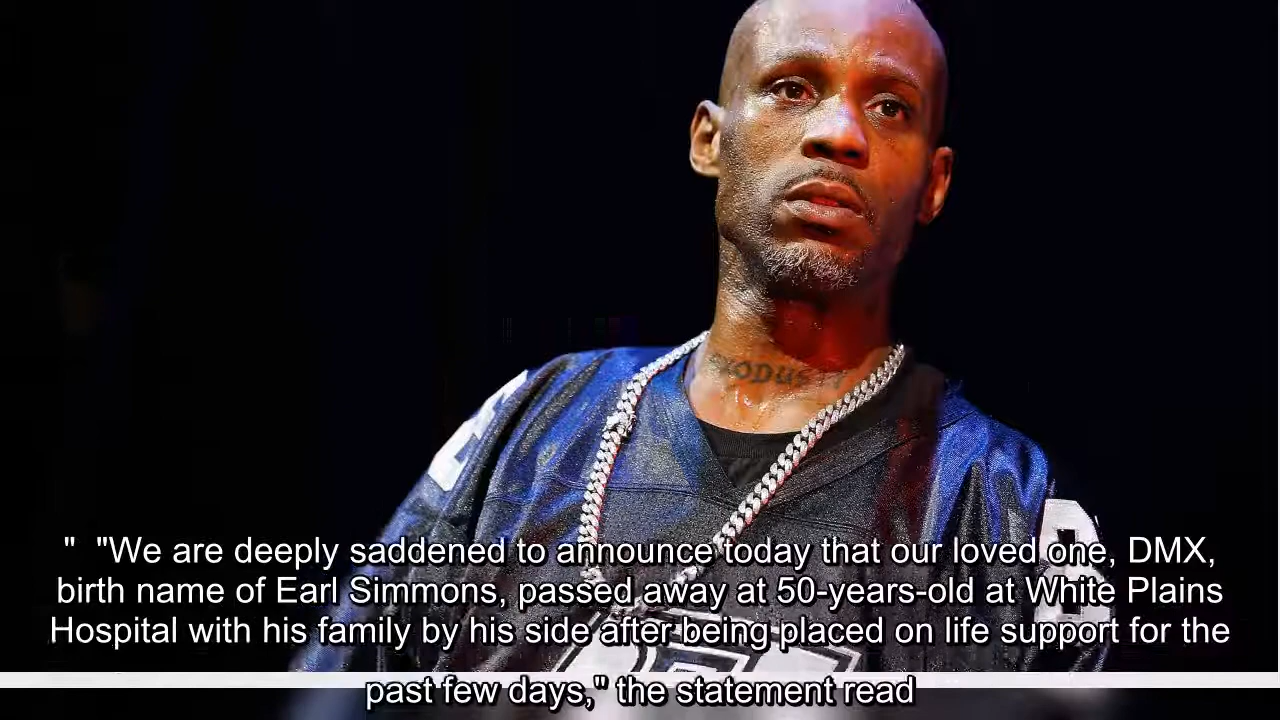 EXODUS
"  "We are deeply saddened to announce today that our loved one, DMX,
birth name of Earl Simmons, passed away at 50-years-old at White Plains
Hospital with his family by his side after being placed on life support for the
past few days," the statement read